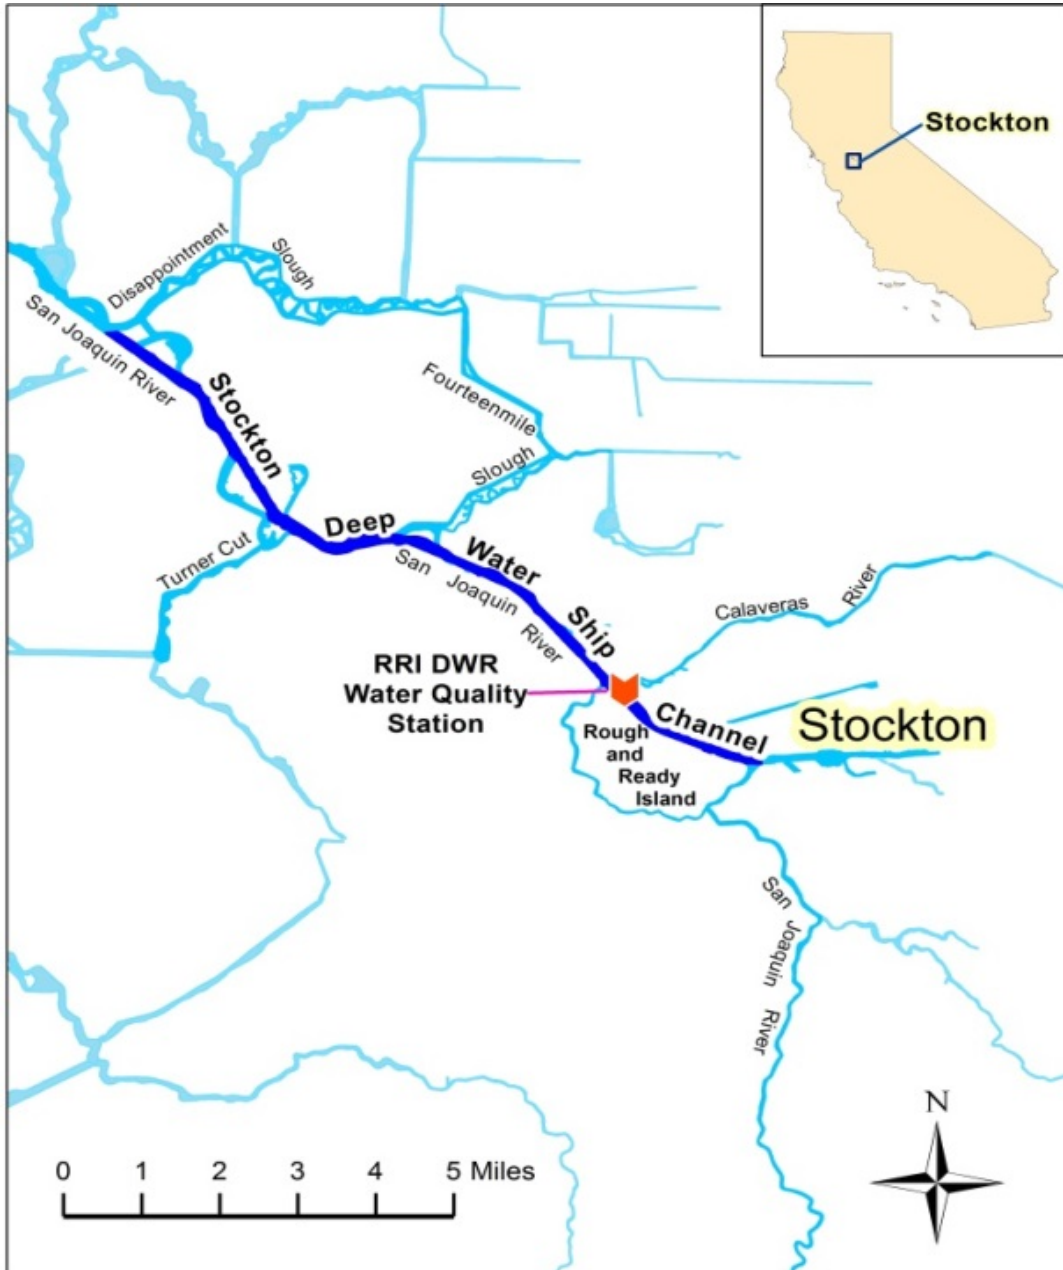 Stockton
Disappointment
Slough
San Joaquin River
Stockton
Fourteenmile
Slough
Deep
Turner Cut
Water
San Joaquin
River
Calaveras
River
Ship
RRI DWR
Water Quality
Station
Channel
Stockton
Rough
and
Ready
Island
San
Joaquin
River
N
0 1 2 3 4 5 Miles